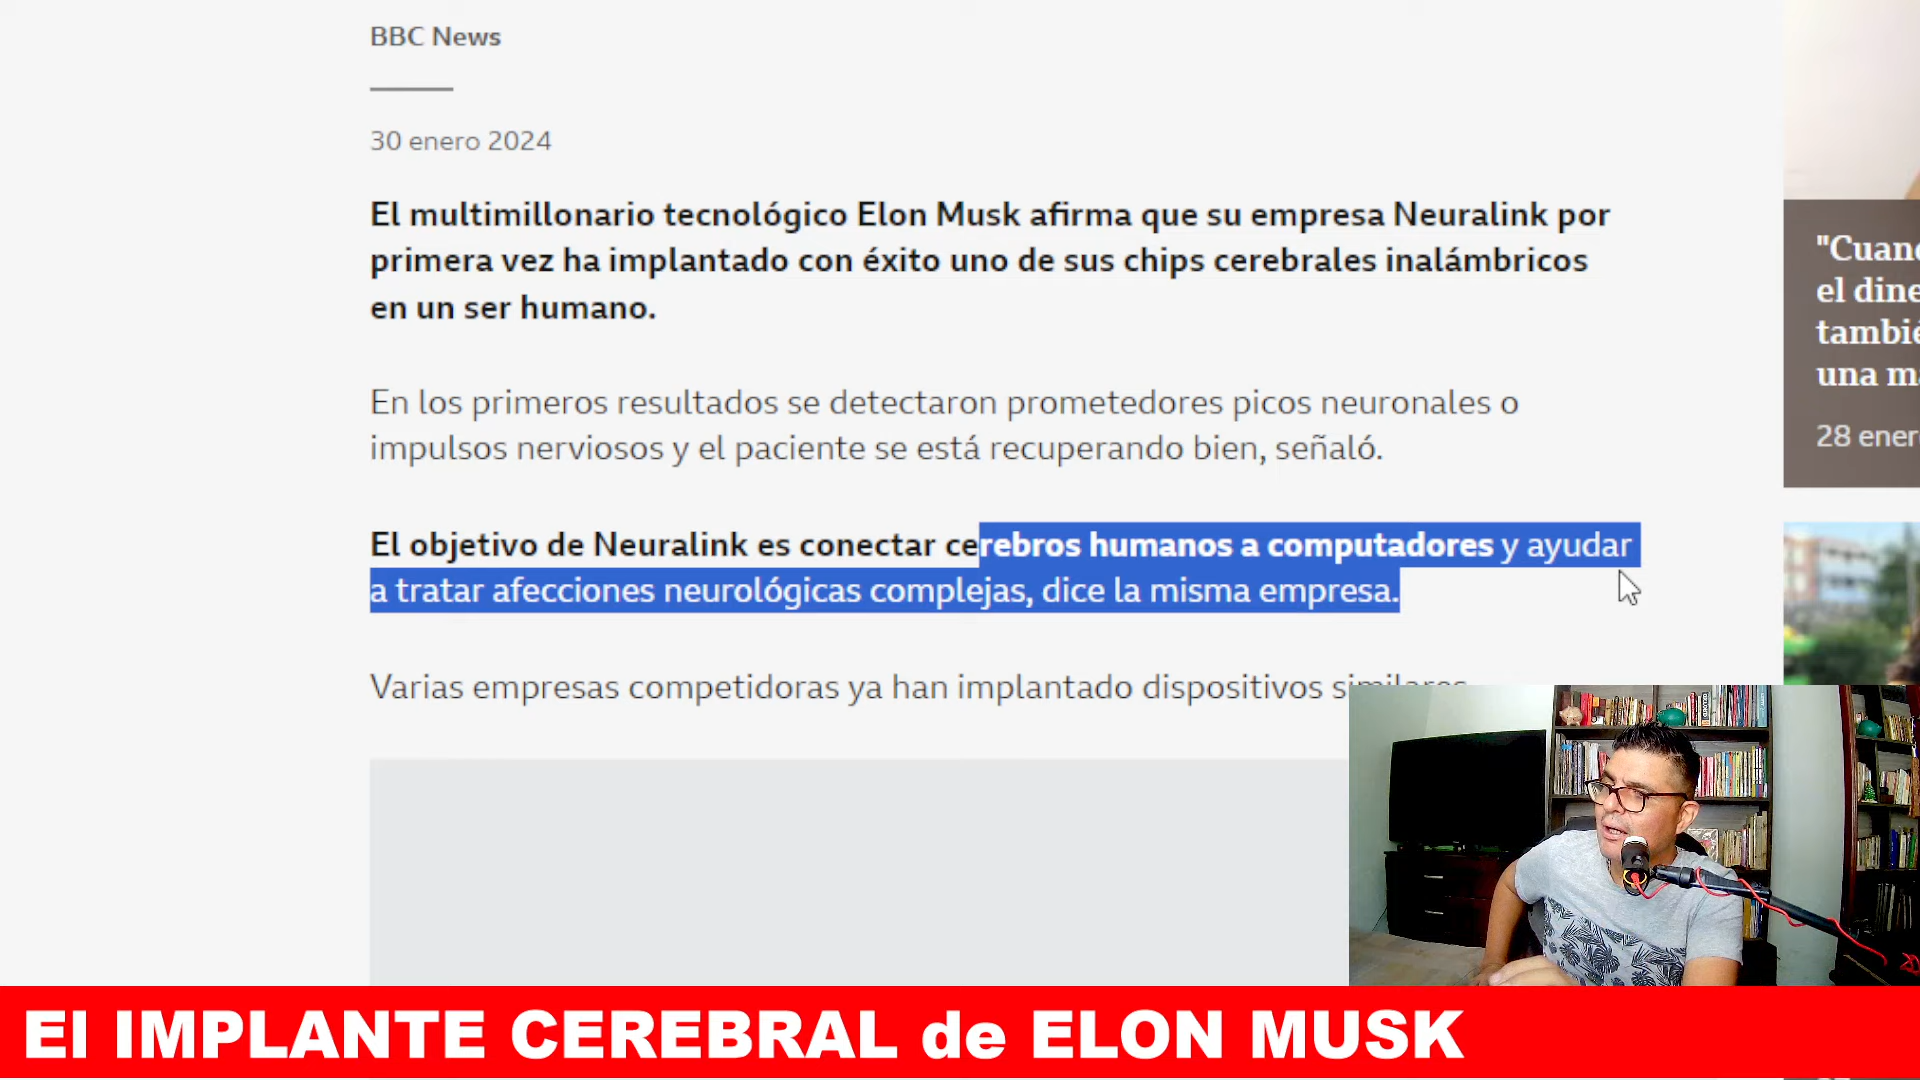 BBC News
30 enero 2024
El multimillonario tecnológico Elon Musk afirma que su empresa Neuralink por
primera vez ha implantado con éxito uno de sus chips cerebrales inalámbricos
en un ser humano.
En los primeros resultados se detectaron prometedores picos neuronales o
impulsos nerviosos y el paciente se está recuperando bien, señaló.
El objetivo de Neuralink es conectar cerebros humanos a computadores y ayudar
a tratar afecciones neurológicas complejas, dice la misma empresa.
Varias empresas competidoras ya han implantado dispositivos similares.
"Cuand
el dine
també
una ma
28 ener
El IMPLANTE CEREBRAL de ELON MUSK